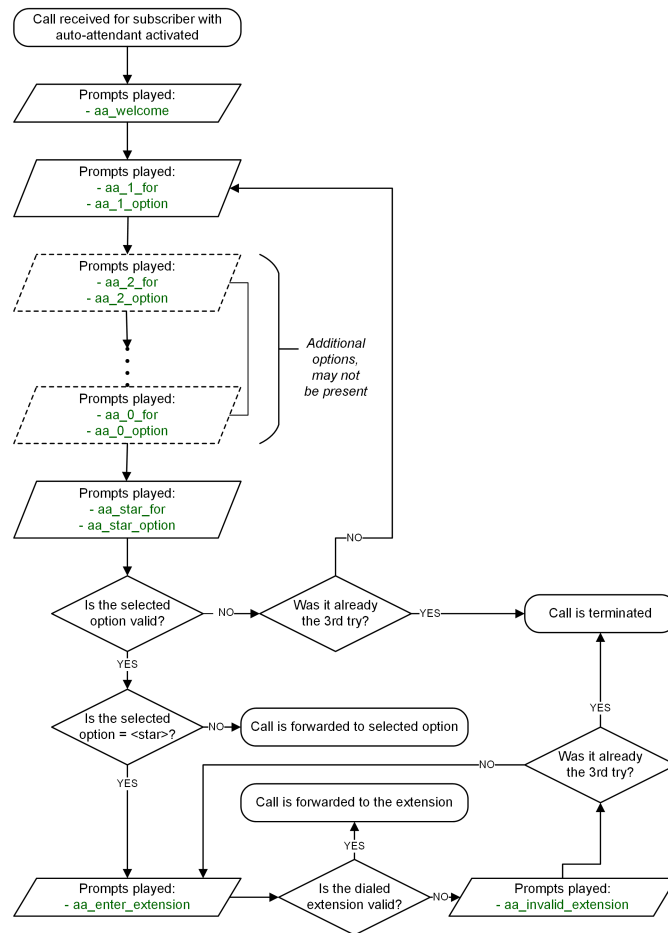 Call received for subscriber with
auto-attendant activated
Prompts played:
- aa_welcome
Prompts played:
- aa_1_for
- aa_1_option
Prompts played:
- aa_2_for
- aa_2_option
Additional
options,
may not
be present
Prompts played:
- aa_0_for
- aa_0_option
Prompts played:
- aa_star_for
- aa_star_option
NO
Is the selected
option valid?
NO
Was it already
the 3rd try?
YES
Call is terminated
YES
Is the selected
option = <star>?
NO
Call is forwarded to selected option
YES
Was it already
the 3rd try?
NO
YES
Call is forwarded to the extension
YES
Prompts played:
- aa_enter_extension
Is the dialed
extension valid?
NO
Prompts played:
- aa_invalid_extension